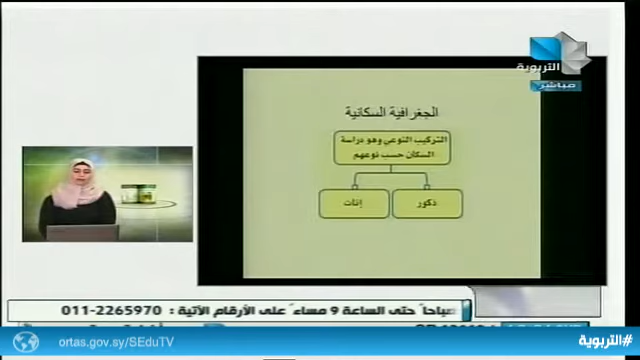 التربوية
مباشر
الجغرافية السكانية
التركيب النوعي وهو دراسة
السكان حسب نوعهم
ذكور
إناث
صباحاً حتى الساعة 9 مساءً على الأرقام الآتية : 2265970-011
#التربوية
ortas.gov.sy/SEduTV